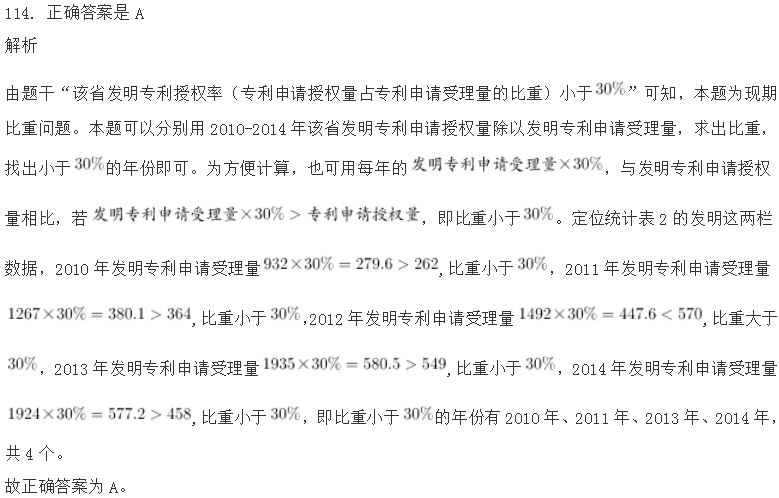 114. 正确答案是 A
解析
由题干“该省发明专利授权率（专利申请授权量占专利申请受理量的比重）小于30%”可知，本题为现期
比重问题。本题可以分别用 2010-2014 年该省发明专利申请授权量除以发明专利申请受理量，求出比重，
找出小于 30%的年份即可。为方便计算，也可用每年的 发明专利申请受理量×30%，与发明专利申请授权
量相比，若 发明专利申请受理量×30% > 专利申请授权量，即比重小于 30%。定位统计表 2 的发明这两栏
数据，2010 年发明专利申请受理量 932×30% = 279.6 > 262,比重小于 30%，2011 年发明专利申请受理量
1267×30% = 380.1 > 364,比重小于 30%,2012 年发明专利申请受理量 1492×30% = 447.6 < 570,比重大于
30%，2013 年发明专利申请受理量 1935×30% = 580.5 > 549,比重小于 30%，2014 年发明专利申请受理量
1924×30% = 577.2 > 458,比重小于 30%，即比重小于 30%的年份有 2010 年、2011 年、2013 年、2014 年，
共 4 个。
故正确答案为 A。